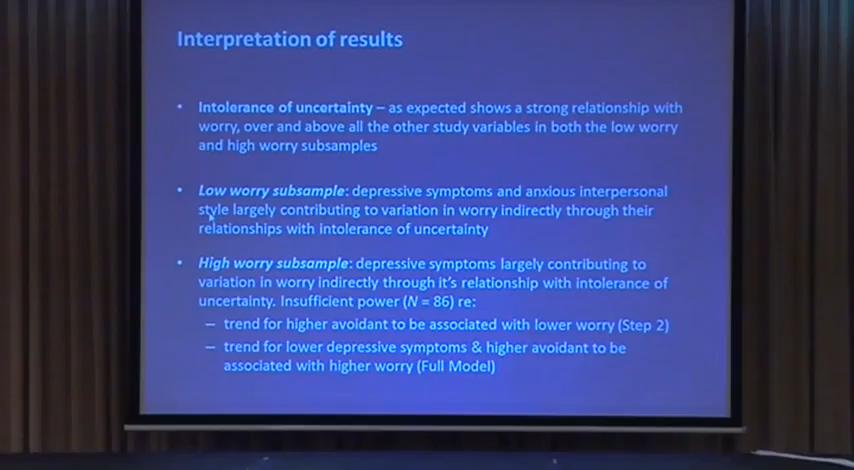 Interpretation of results
• Intolerance of uncertainty – as expected shows a strong relationship with
worry, over and above all the other study variables in both the low worry
and high worry subsamples
• Low worry subsample: depressive symptoms and anxious interpersonal
style largely contributing to variation in worry indirectly through their
relationships with intolerance of uncertainty
• High worry subsample: depressive symptoms largely contributing to
variation in worry indirectly through it's relationship with intolerance of
uncertainty. Insufficient power (N = 86) re:
– trend for higher avoidant to be associated with lower worry (Step 2)
– trend for lower depressive symptoms & higher avoidant to be
associated with higher worry (Full Model)